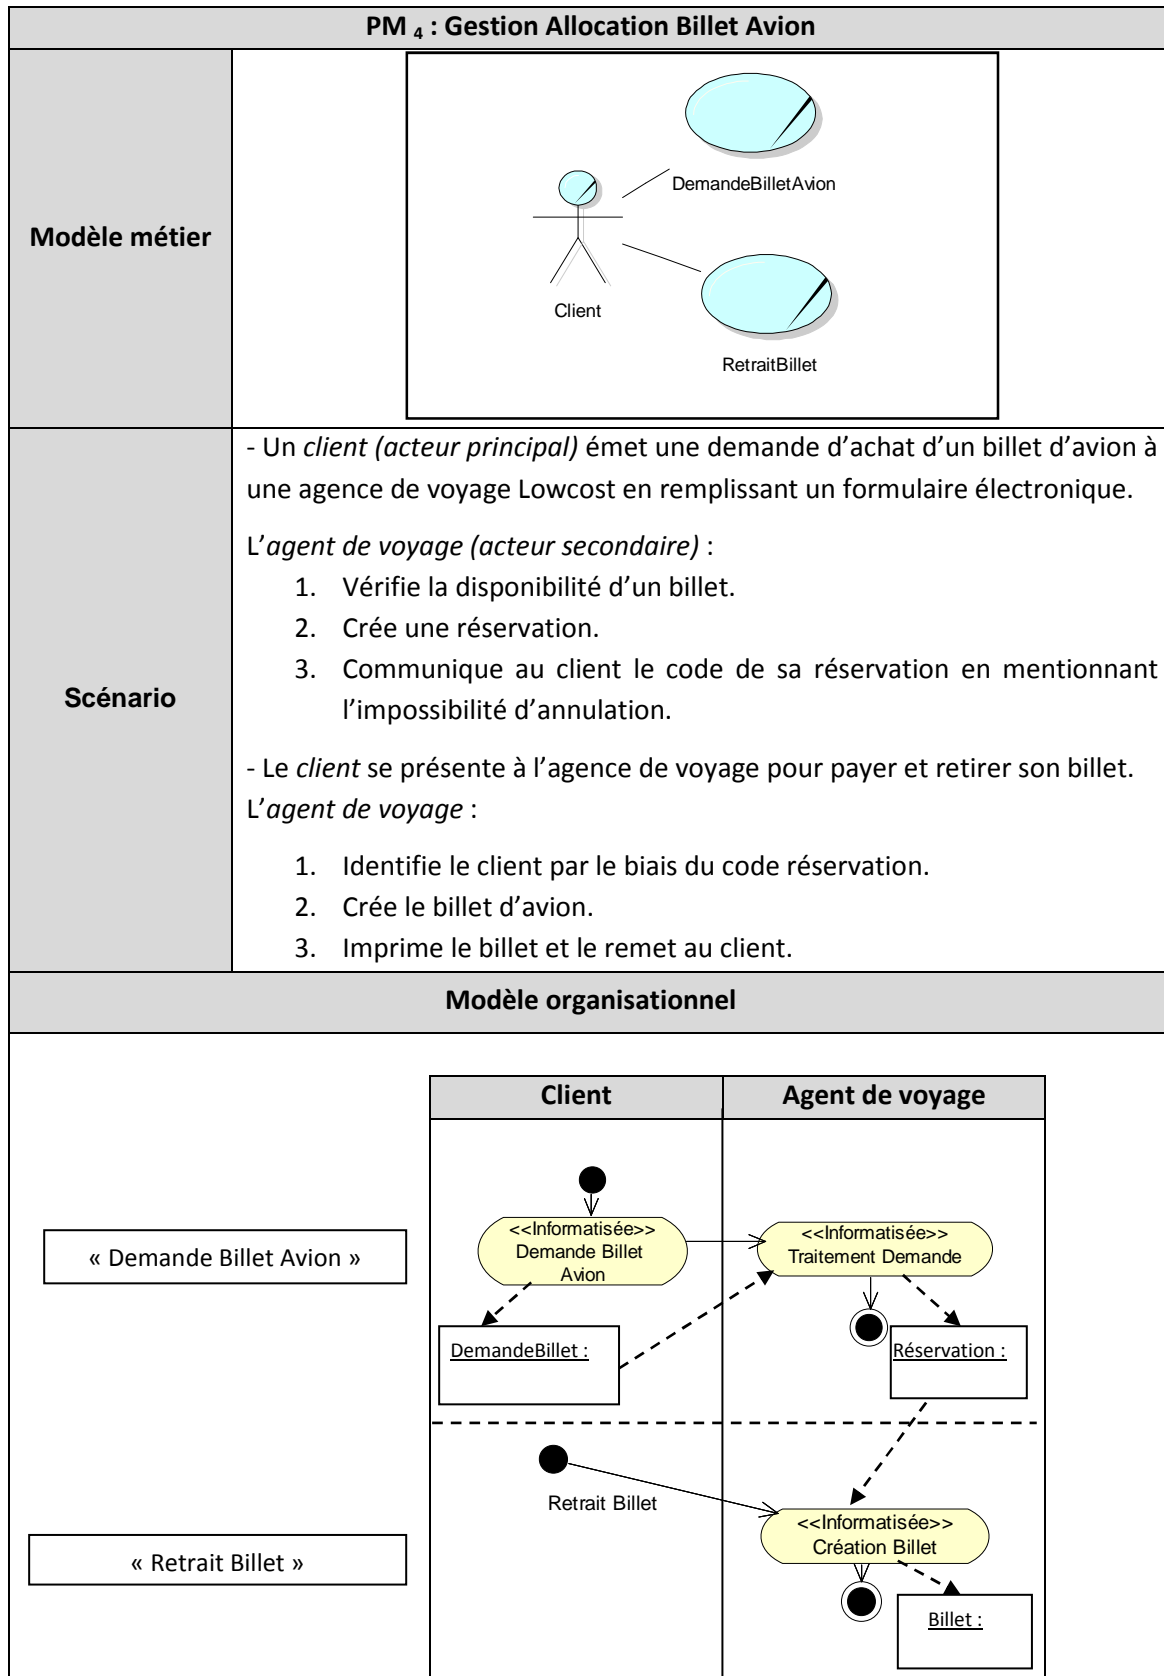 PM 4 : Gestion Allocation Billet Avion
Modèle métier
DemandeBilletAvion
Client
RetraitBillet
Scénario
- Un client (acteur principal) émet une demande d’achat d’un billet d’avion à
une agence de voyage Lowcost en remplissant un formulaire électronique.
L’agent de voyage (acteur secondaire) :
1. Vérifie la disponibilité d’un billet.
2. Crée une réservation.
3. Communique au client le code de sa réservation en mentionnant
l’impossibilité d’annulation.
- Le client se présente à l’agence de voyage pour payer et retirer son billet.
L’agent de voyage :
1. Identifie le client par le biais du code réservation.
2. Crée le billet d’avion.
3. Imprime le billet et le remet au client.
Modèle organisationnel
Client
Agent de voyage
« Demande Billet Avion »
<<Informatisée>>
Demande Billet
Avion
<<Informatisée>>
Traitement Demande
DemandeBillet :
Réservation :
Retrait Billet
« Retrait Billet »
<<Informatisée>>
Création Billet
Billet :